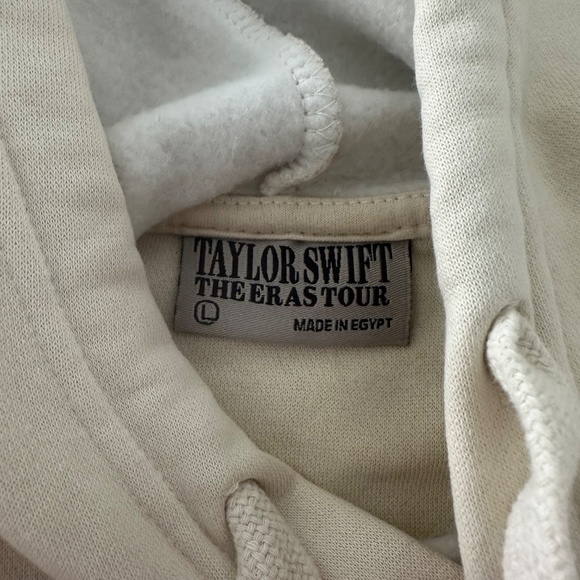 TAYLOR SWIFT
THE ERAS TOUR
L
MADE IN EGYPT